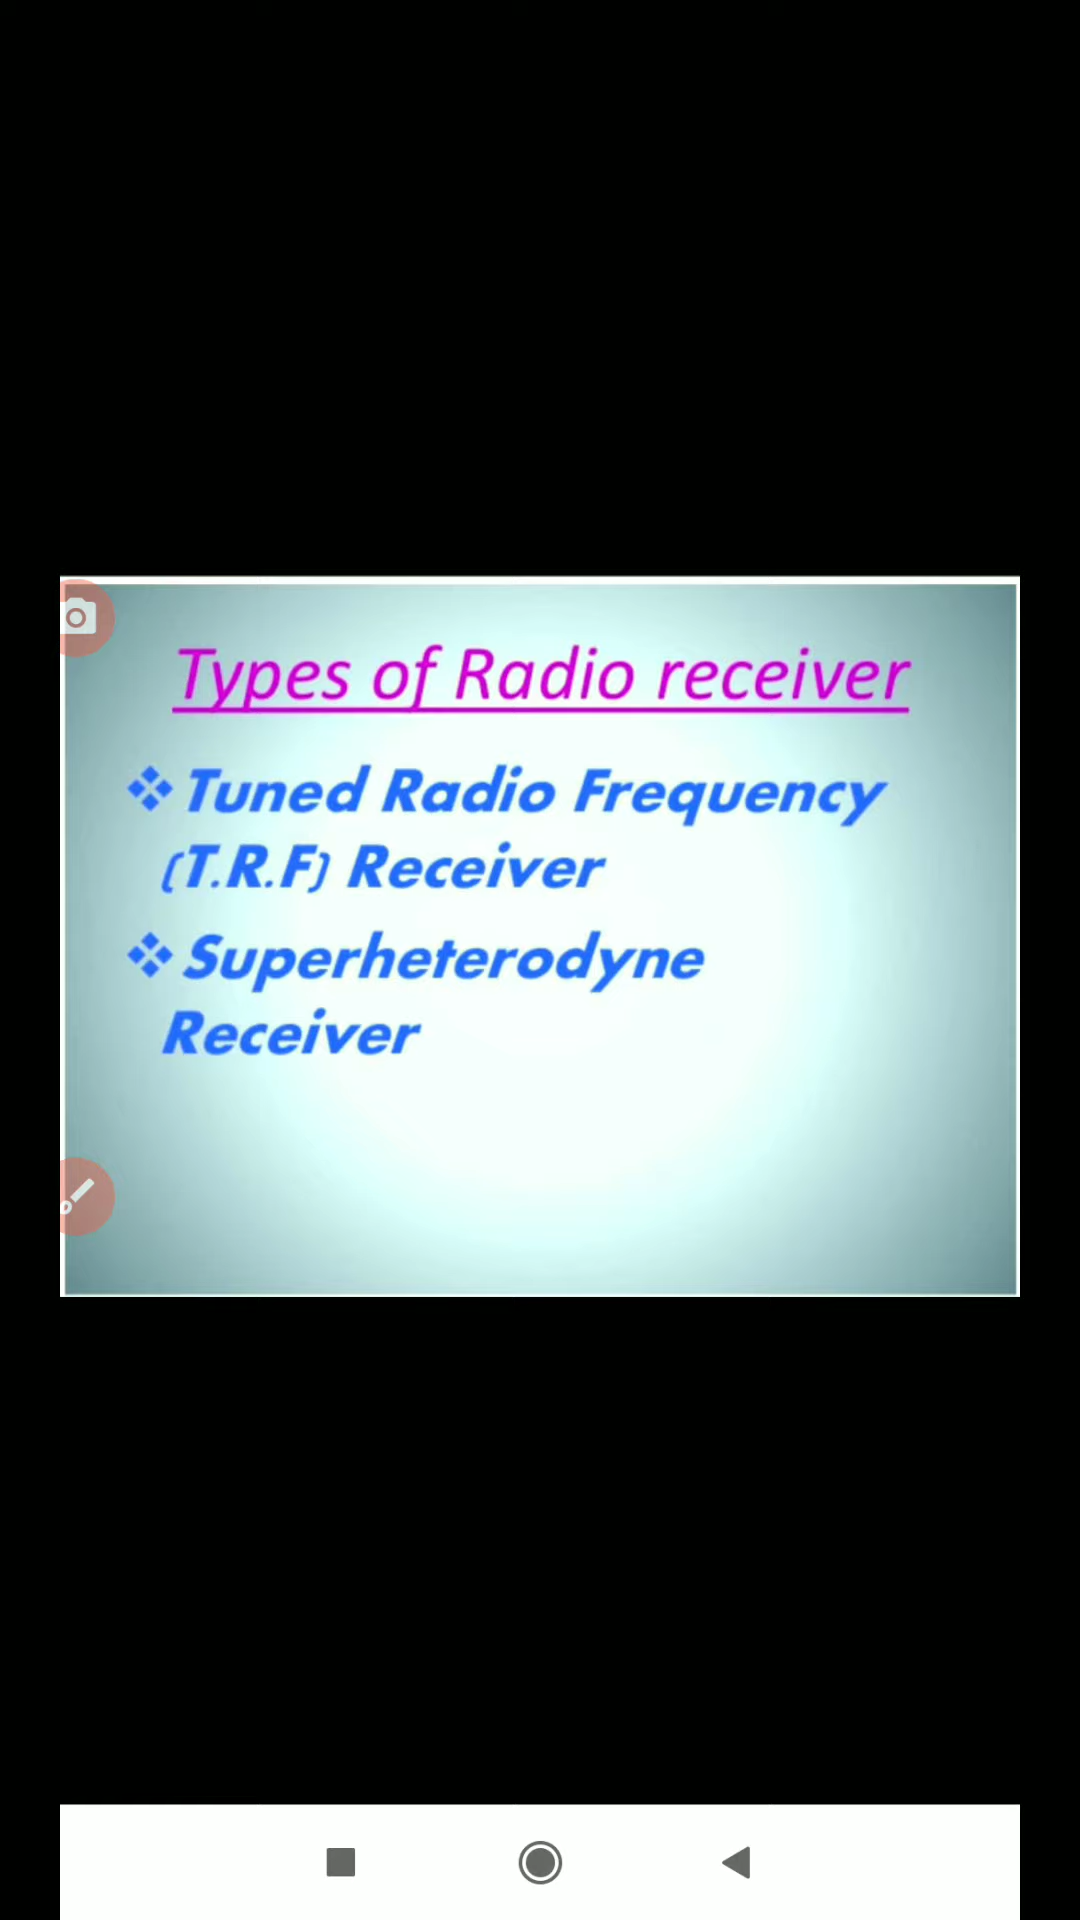 Types of Radio receiver
Tuned Radio Frequency
(T.R.F) Receiver
Superheterodyne
Receiver